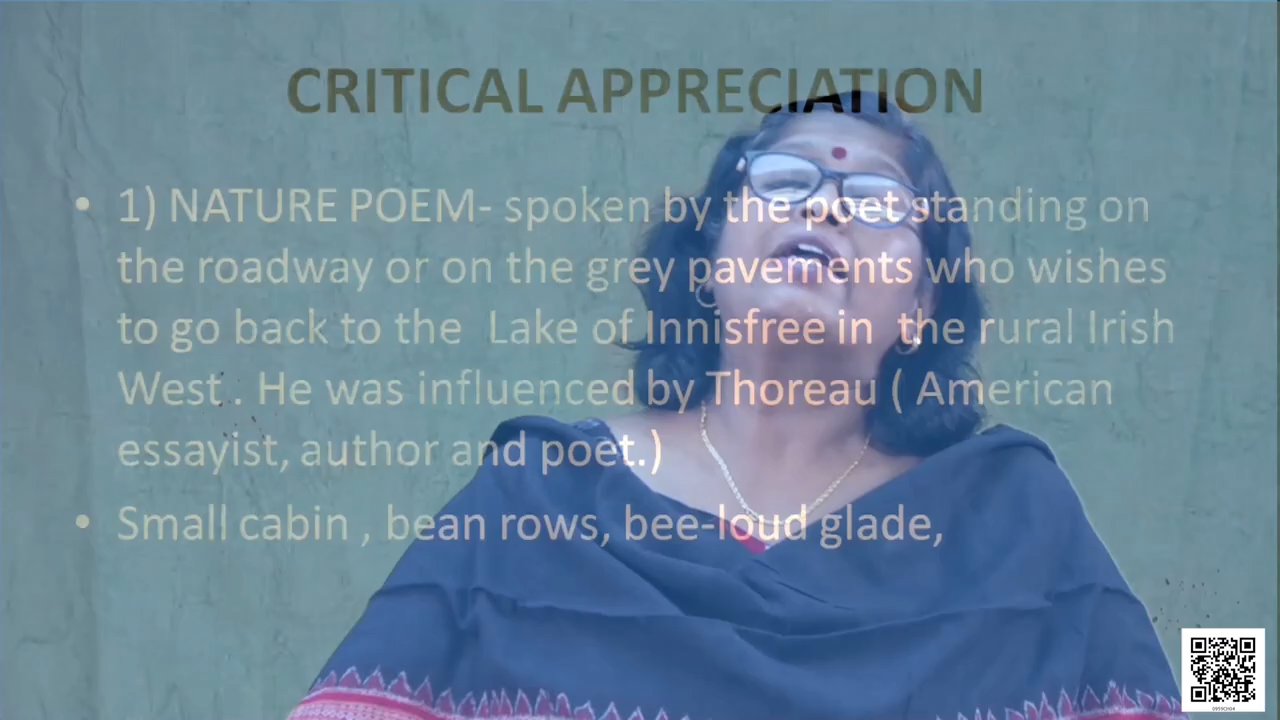 CRITICAL APPRECIATION
• 1) NATURE POEM- spoken by the poet standing on
the roadway or on the grey pavements who wishes
to go back to the Lake of Innisfree in the rural Irish
West . He was influenced by Thoreau ( American
essayist, author and poet.)
• Small cabin , bean rows, bee-loud glade,